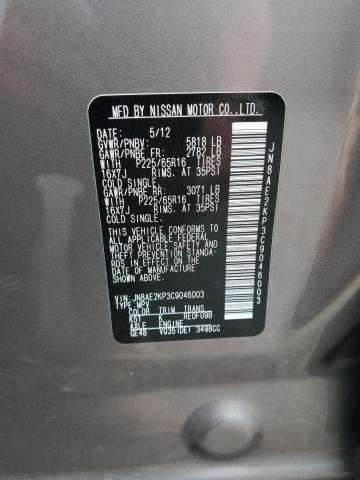 MFD BY NISSAN MOTOR CO.,LTD.
5/12
GVWR/PNBV: 5818 LB
GAWR/PNBE FR: 2782 LB
WITH P225/65R16 TIRES
16X7J RIMS, AT 35PSI
COLD SINGLE.
GAWR/PNBE RR: 3071 LB
WITH P225/65R16 TIRES
16X7J RIMS, AT 35PSI
COLD SINGLE.
THIS VEHICLE CONFORMS
TO ALL APPLICABLE
U.S. FEDERAL MOTOR
VEHICLE SAFETY AND
THEFT PREVENTION STANDA-
RDS IN EFFECT ON THE
DATE OF MANUFACTURE
SHOWN ABOVE.
VIN: JN8AE2KP3C9046003
TYPE: MPV
COLOR TRIM TRANS
K51 K RE0F09B
AXLE ENGINE
GE48 VQ35(DE) 3498CC
JN8AE2KP3C9046003